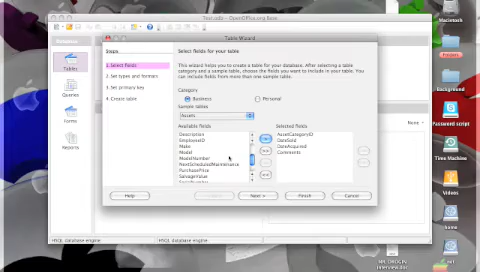 Test.odb - OpenOffice.org Base
Macintosh
Table Wizard
Steps
Select fields for your table
1. Select fields
2. Set types and formats
3. Set primary key
4. Create table
This wizard helps you to create a table for your database. After selecting a
table category and a sample table, choose the fields you want to include in your table. You
can include fields from more than one sample table.
Category
Business
Personal
Sample tables
Assets
Available fields
Selected fields
Description
EmployeeID
Make
Model
ModelNumber
NextScheduledMaintenance
PurchasePrice
SalvageValue
AssetCategoryID
DateSold
DateAcquired
Comments
Help
Next >
Finish
Cancel
Tables
Queries
Forms
Reports
None
Background
Password script
Time Machine
Videos
home
HSQL database engine
HSQL database engine